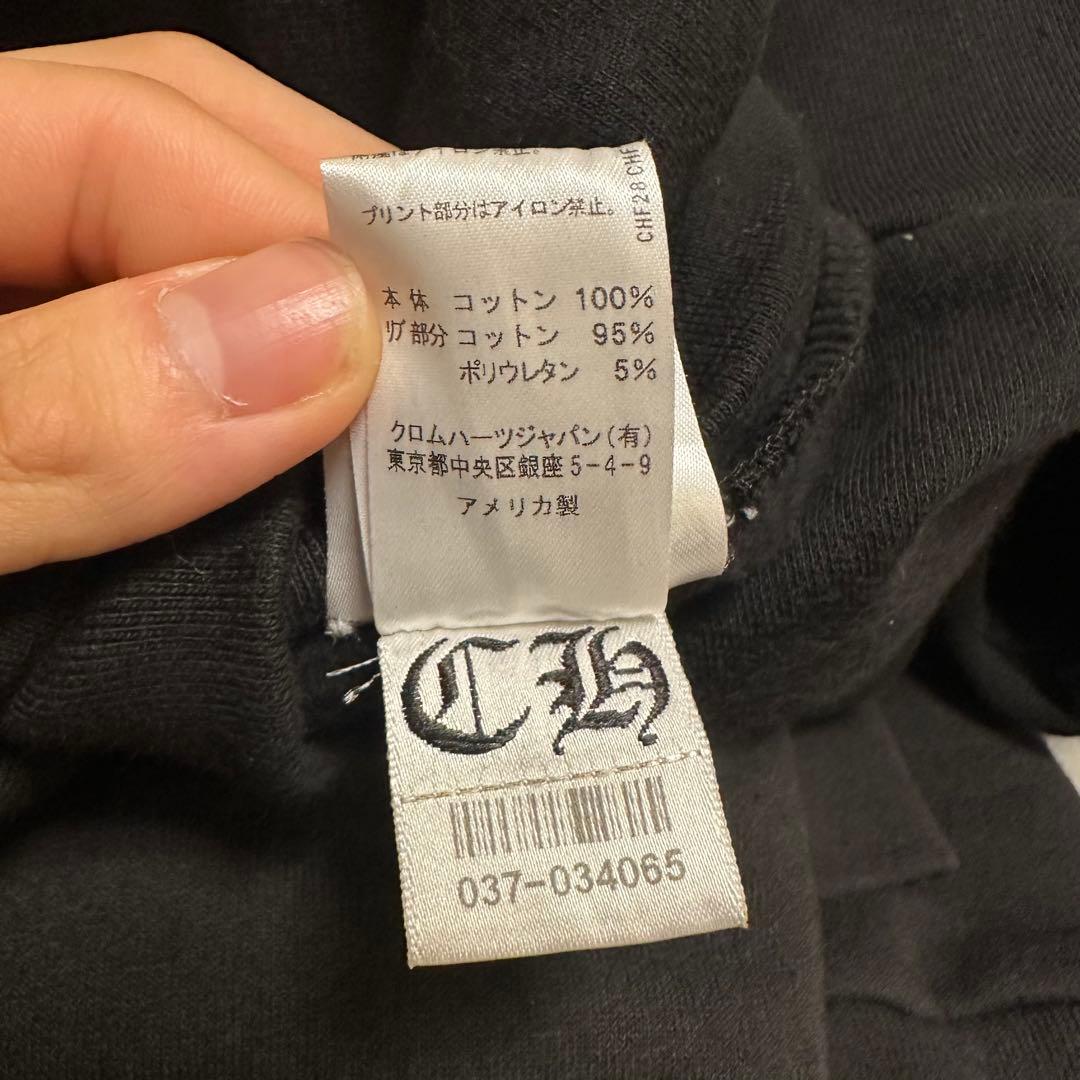 プリント部分はアイロン禁止。
CHF28CHF
本体 コットン 100%
リブ部分 コットン 95%
ポリウレタン 5%
クロムハーツジャパン(有)
東京都中央区銀座5-4-9
アメリカ製
CH
037-034065